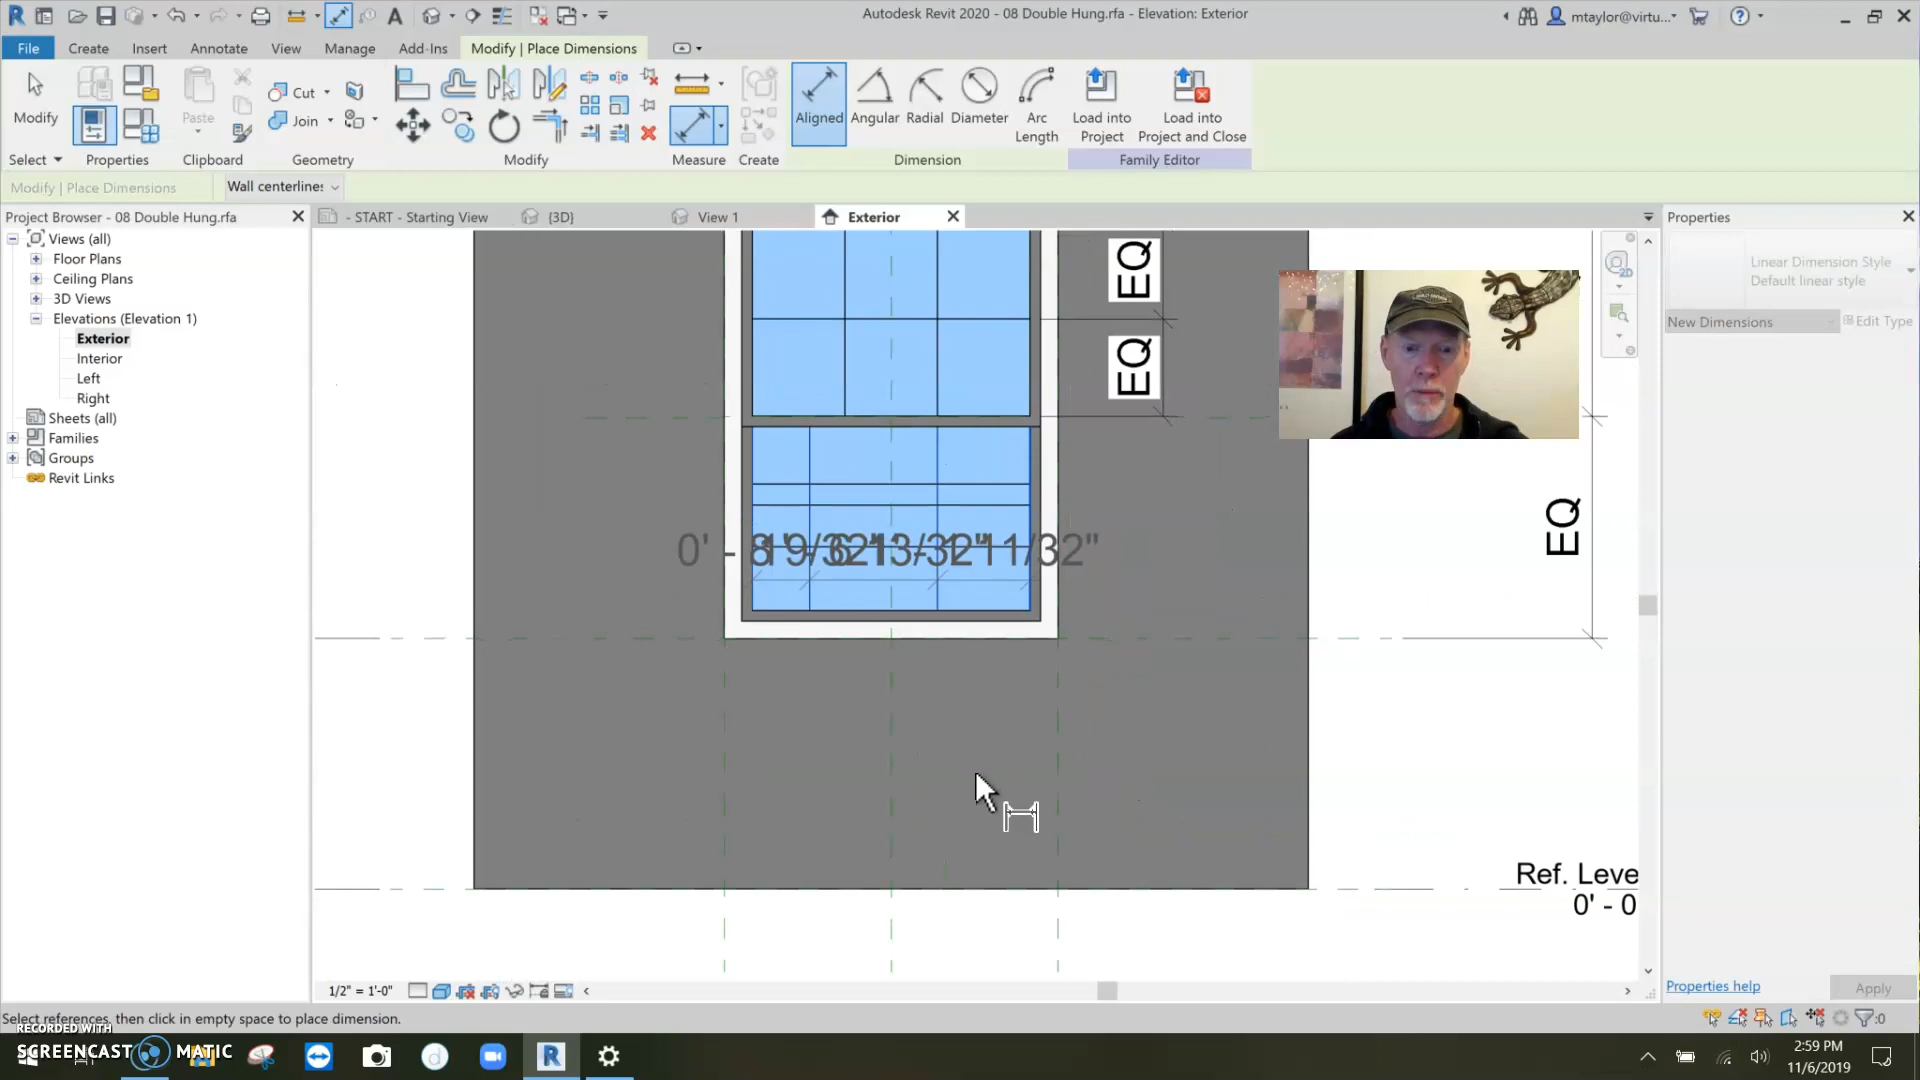 Autodesk Revit 2020 - 08 Double Hung.rfa - Elevation: Exterior
mtaylor@virtu...
File Create Insert Annotate View Manage Add-Ins Modify | Place Dimensions
Modify
Paste
Cut
Join
Aligned Angular Radial Diameter Arc Length Load into Project Load into Project and Close
Select Properties Clipboard Geometry Modify Measure Create Dimension Family Editor
Modify | Place Dimensions Wall centerlines
Project Browser - 08 Double Hung.rfa
- START - Starting View {3D} View 1 Exterior
Properties
Views (all)
Floor Plans
Ceiling Plans
3D Views
Elevations (Elevation 1)
Exterior
Interior
Left
Right
Sheets (all)
Families
Groups
Revit Links
2D
Linear Dimension Style
Default linear style
New Dimensions Edit Type
EQ
EQ
EQ
Ref. Leve
0' - 0
1/2" = 1'-0"
Properties help Apply
Select references, then click in empty space to place dimension.
:0
RECORDED WITH
SCREENCAST MATIC
2:59 PM
11/6/2019